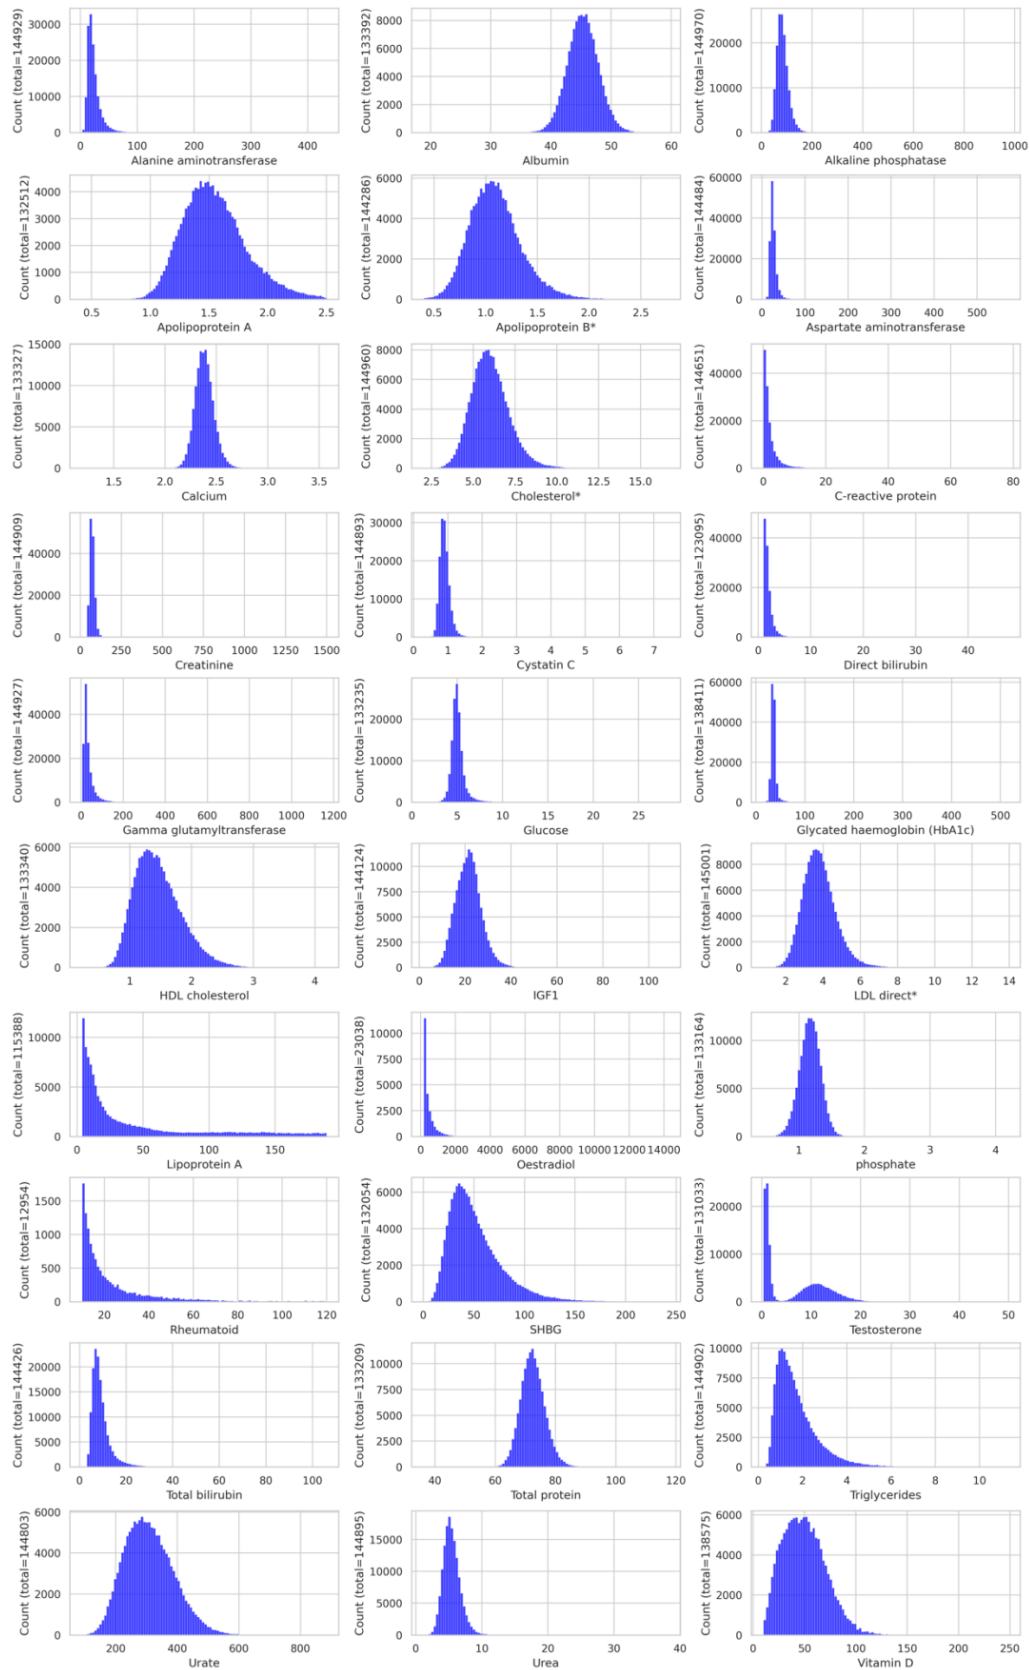 Count (total=144929)
30000
20000
10000
0
0 100 200 300 400
Alanine aminotransferase
Count (total=133392)
8000
6000
4000
2000
0
20 30 40 50 60
Albumin
Count (total=144970)
20000
10000
0
0 200 400 600 800 1000
Alkaline phosphatase
Count (total=132512)
4000
3000
2000
1000
0
0.5 1.0 1.5 2.0 2.5
Apolipoprotein A
Count (total=144286)
6000
4000
2000
0
0.5 1.0 1.5 2.0 2.5
Apolipoprotein B*
Count (total=144484)
60000
40000
20000
0
0 100 200 300 400 500
Aspartate aminotransferase
Count (total=133327)
15000
10000
5000
0
1.5 2.0 2.5 3.0 3.5
Calcium
Count (total=144960)
8000
6000
4000
2000
0
2.5 5.0 7.5 10.0 12.5 15.0
Cholesterol*
Count (total=144651)
40000
20000
0
0 20 40 60 80
C-reactive protein
Count (total=144909)
40000
20000
0
0 250 500 750 1000 1250 1500
Creatinine
Count (total=144893)
30000
20000
10000
0
0 1 2 3 4 5 6 7
Cystatin C
Count (total=123095)
40000
20000
0
0 10 20 30 40
Direct bilirubin
Count (total=144927)
40000
20000
0
0 200 400 600 800 1000 1200
Gamma glutamyltransferase
Count (total=133235)
20000
10000
0
0 5 10 15 20 25
Glucose
Count (total=138411)
60000
40000
20000
0
0 100 200 300 400 500
Glycated haemoglobin (HbA1c)
Count (total=133340)
6000
4000
2000
0
1 2 3 4
HDL cholesterol
Count (total=144124)
10000
7500
5000
2500
0
0 20 40 60 80 100
IGF1
Count (total=145001)
8000
6000
4000
2000
0
2 4 6 8 10 12 14
LDL direct*
Count (total=115388)
10000
5000
0
0 50 100 150
Lipoprotein A
Count (total=23038)
10000
7500
5000
2500
0
0 2000 4000 6000 8000 10000 12000 14000
Oestradiol
Count (total=133164)
10000
5000
0
1 2 3 4
phosphate
Count (total=12954)
1500
1000
500
0
20 40 60 80 100 120
Rheumatoid
Count (total=132054)
6000
4000
2000
0
0 50 100 150 200 250
SHBG
Count (total=131033)
20000
10000
0
0 10 20 30 40 50
Testosterone
Count (total=144426)
20000
15000
10000
5000
0
0 20 40 60 80 100
Total bilirubin
Count (total=133209)
10000
5000
0
40 60 80 100 120
Total protein
Count (total=144902)
10000
7500
5000
2500
0
0 2 4 6 8 10
Triglycerides
Count (total=144803)
6000
4000
2000
0
200 400 600 800
Urate
Count (total=144895)
15000
10000
5000
0
0 10 20 30 40
Urea
Count (total=138575)
6000
4000
2000
0
0 50 100 150 200 250
Vitamin D